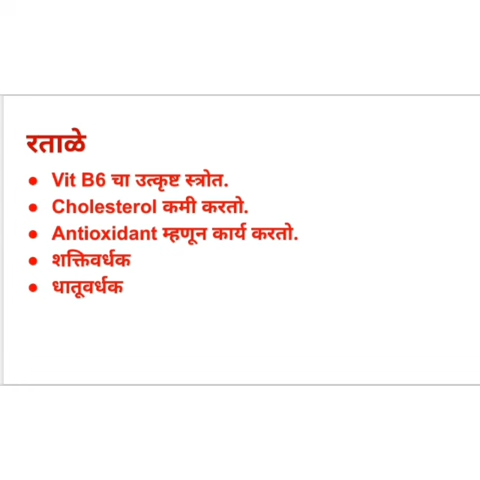 रताळे
● Vit B6 चा उत्कृष्ट स्त्रोत.
● Cholesterol कमी करतो.
● Antioxidant म्हणून कार्य करतो.
● शक्तिवर्धक
● धातूवर्धक